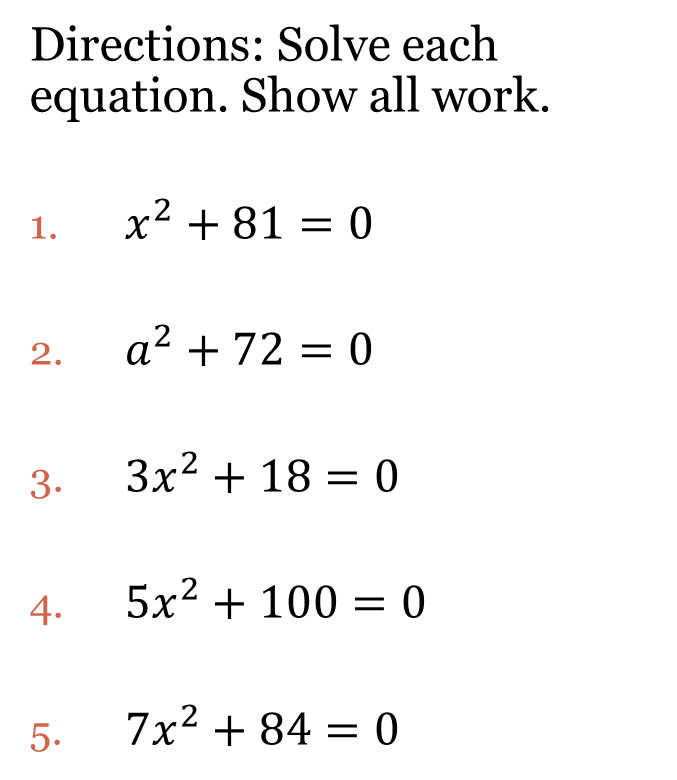 Directions: Solve each
equation. Show all work.
1. x² + 81 = 0
2. a² + 72 = 0
3. 3x² + 18 = 0
4. 5x² + 100 = 0
5. 7x² + 84 = 0